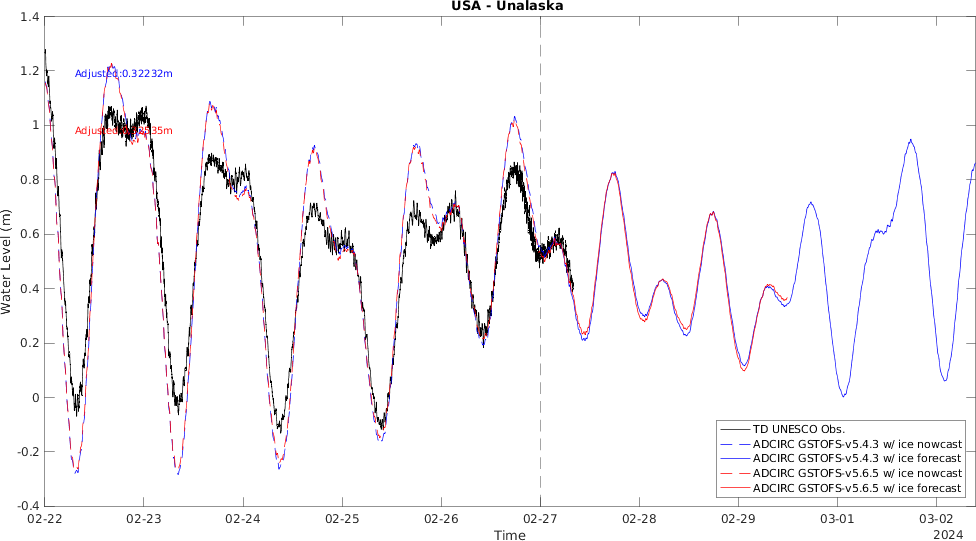 USA - Unalaska
1.4
1.2
1
0.8
0.6
0.4
0.2
0
-0.2
-0.4
Water Level (m)
Adjusted:0.32232m
02-22
02-23
02-24
02-25
02-26
02-27
02-28
02-29
03-01
03-02
Time
2024
TD UNESCO Obs.
ADCIRC GSTOFS-v5.4.3 w/ ice nowcast
ADCIRC GSTOFS-v5.4.3 w/ ice forecast
ADCIRC GSTOFS-v5.6.5 w/ ice nowcast
ADCIRC GSTOFS-v5.6.5 w/ ice forecast